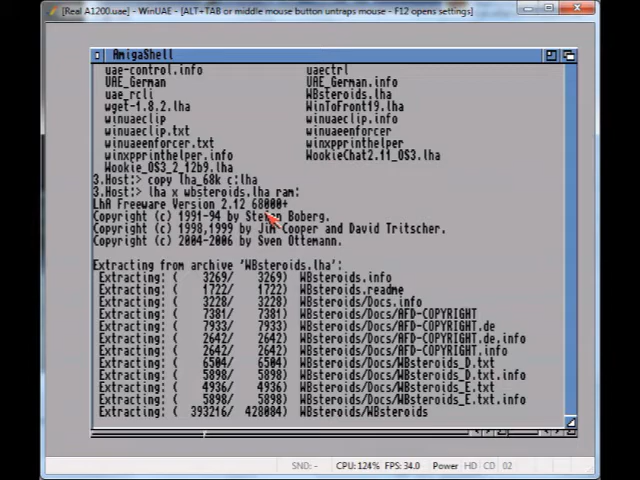 [Real A1200.uae] - WinUAE - [ALT+TAB or middle mouse button untraps mouse - F12 opens settings]
AmigaShell
uae-control.info uaectrl
UAE_German UAE_German.info
uae_rcli WBsteroids.lha
wget-1.8.2.lha WinToFront19.lha
winuaeclip winuaeclip.info
winuaeclip.txt winuaeenforcer
winuaeenforcer.txt winxpprinthelper
winxpprinthelper.info WookieChat2.11_OS3.lha
Wookie_OS3_2_12b9.lha
3.Host:> copy lha_68k c:lha
3.Host:> lha x wbsteroids.lha ram:
LhA Freeware Version 2.12 68000+
Copyright (c) 1991-94 by Stefan Boberg.
Copyright (c) 1998,1999 by Jim Cooper and David Tritscher.
Copyright (c) 2004-2006 by Sven Ottemann.
Extracting from archive 'WBsteroids.lha':
Extracting: ( 3269/ 3269) WBsteroids.info
Extracting: ( 1722/ 1722) WBsteroids.readme
Extracting: ( 3228/ 3228) WBsteroids/Docs.info
Extracting: ( 7381/ 7381) WBsteroids/Docs/AFD-COPYRIGHT
Extracting: ( 7933/ 7933) WBsteroids/Docs/AFD-COPYRIGHT.de
Extracting: ( 2642/ 2642) WBsteroids/Docs/AFD-COPYRIGHT.de.info
Extracting: ( 2642/ 2642) WBsteroids/Docs/AFD-COPYRIGHT.info
Extracting: ( 6504/ 6504) WBsteroids/Docs/WBsteroids_D.txt
Extracting: ( 5898/ 5898) WBsteroids/Docs/WBsteroids_D.txt.info
Extracting: ( 4936/ 4936) WBsteroids/Docs/WBsteroids_E.txt
Extracting: ( 5898/ 5898) WBsteroids/Docs/WBsteroids_E.txt.info
Extracting: ( 393216/ 428084) WBsteroids/WBsteroids
SND: - CPU: 124% FPS: 34.0 Power HD CD 02